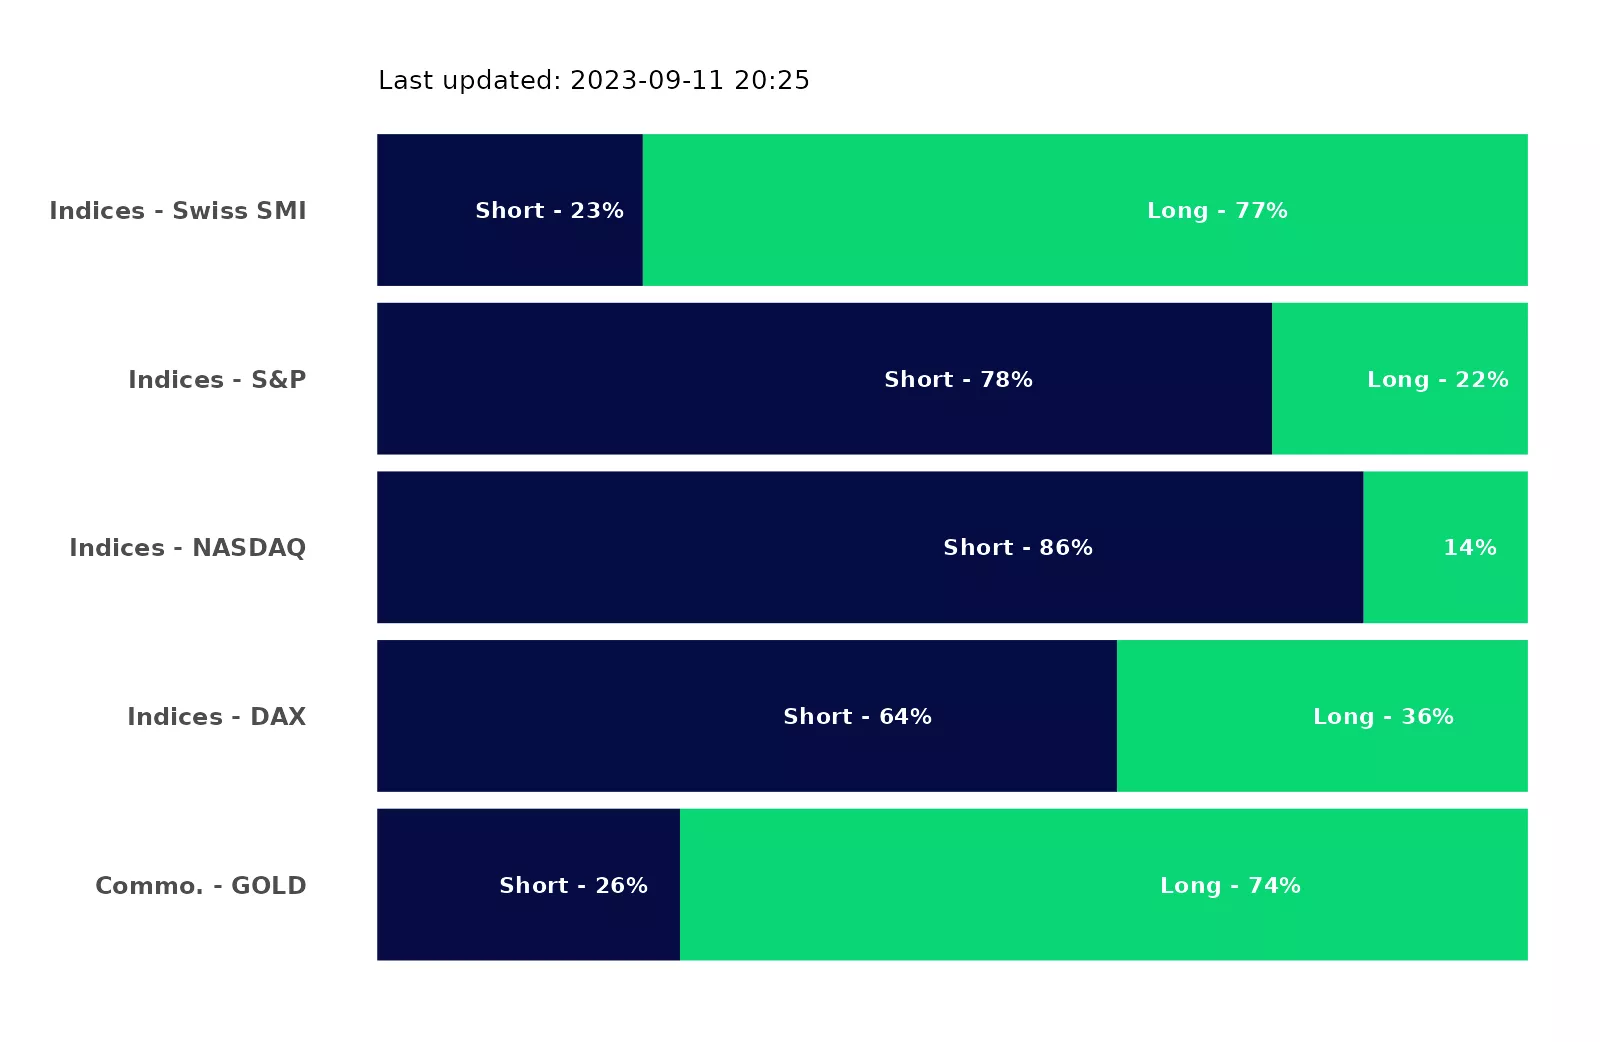 Last updated: 2023-09-11 20:25
Indices - Swiss SMI Short - 23% Long - 77%
Indices - S&P Short - 78% Long - 22%
Indices - NASDAQ Short - 86% 14%
Indices - DAX Short - 64% Long - 36%
Commo. - GOLD Short - 26% Long - 74%